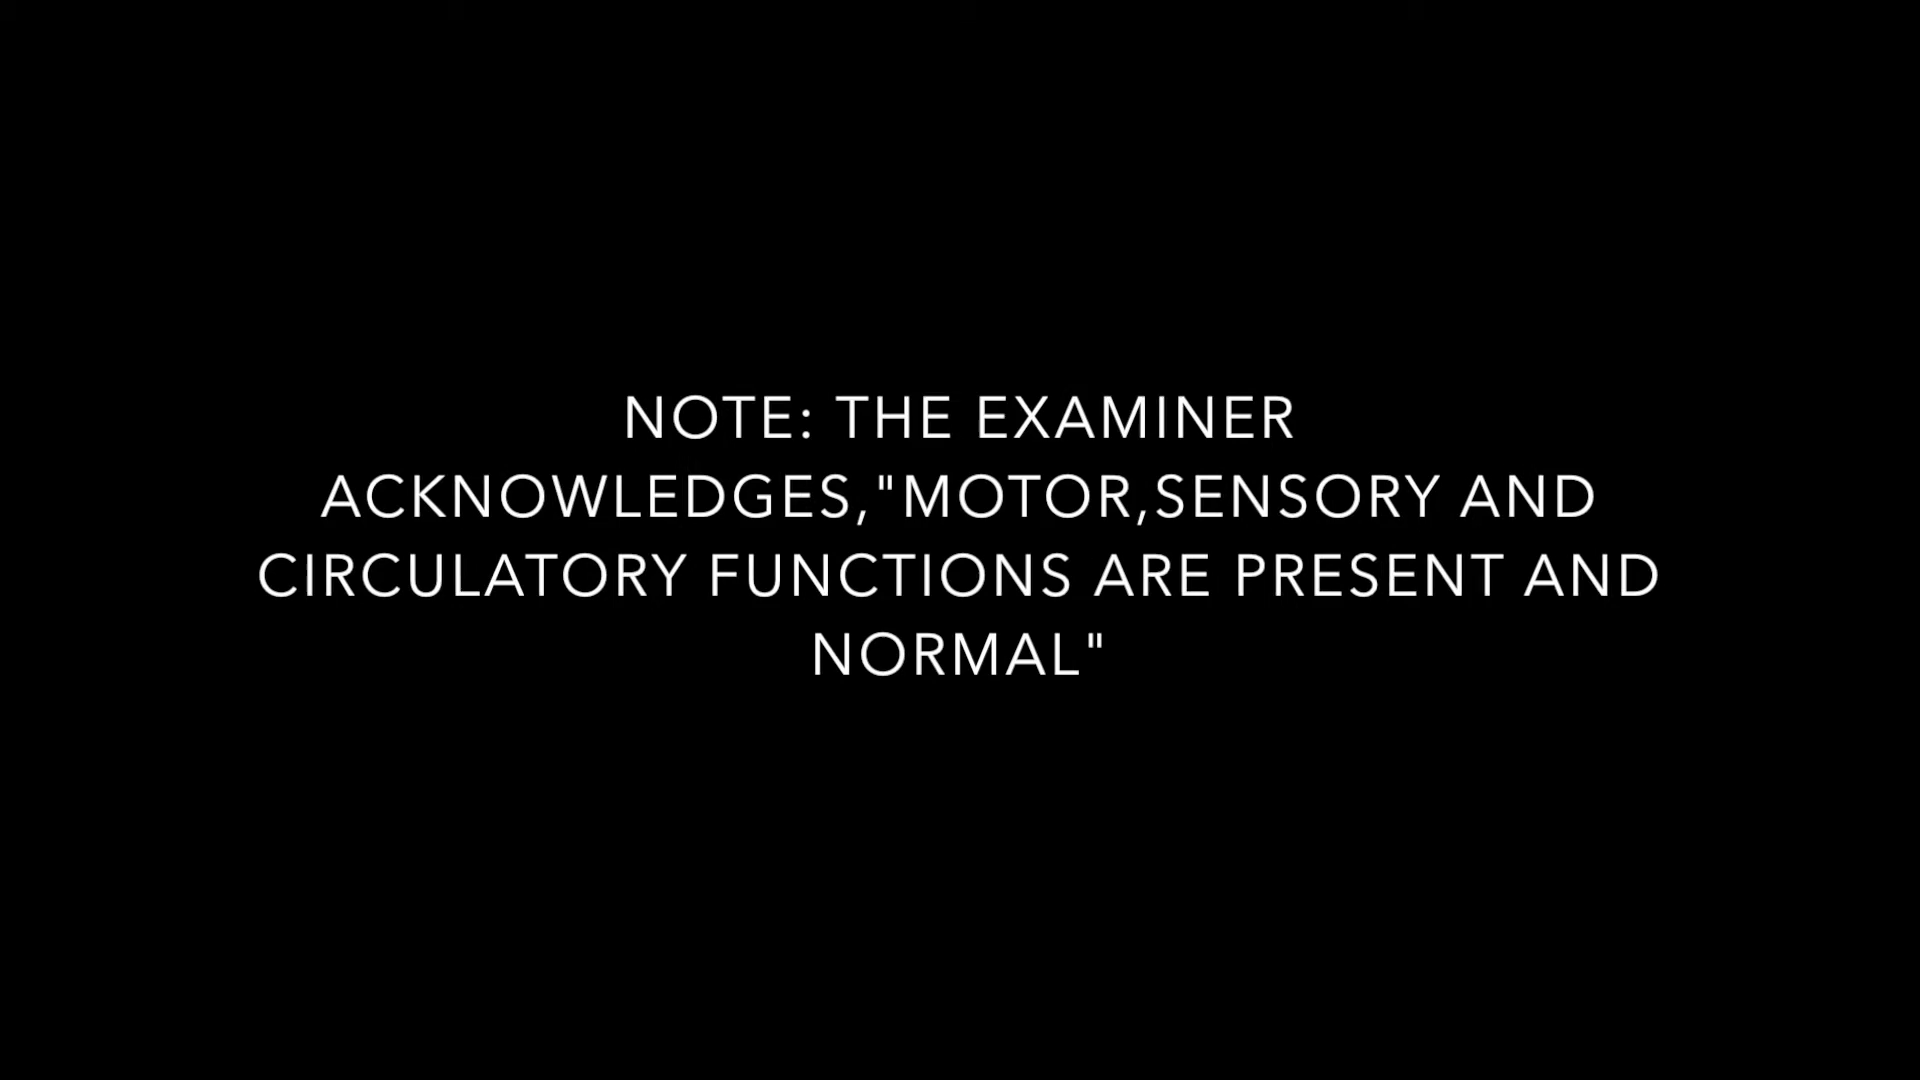 NOTE: THE EXAMINER
ACKNOWLEDGES,"MOTOR,SENSORY AND
CIRCULATORY FUNCTIONS ARE PRESENT AND
NORMAL"